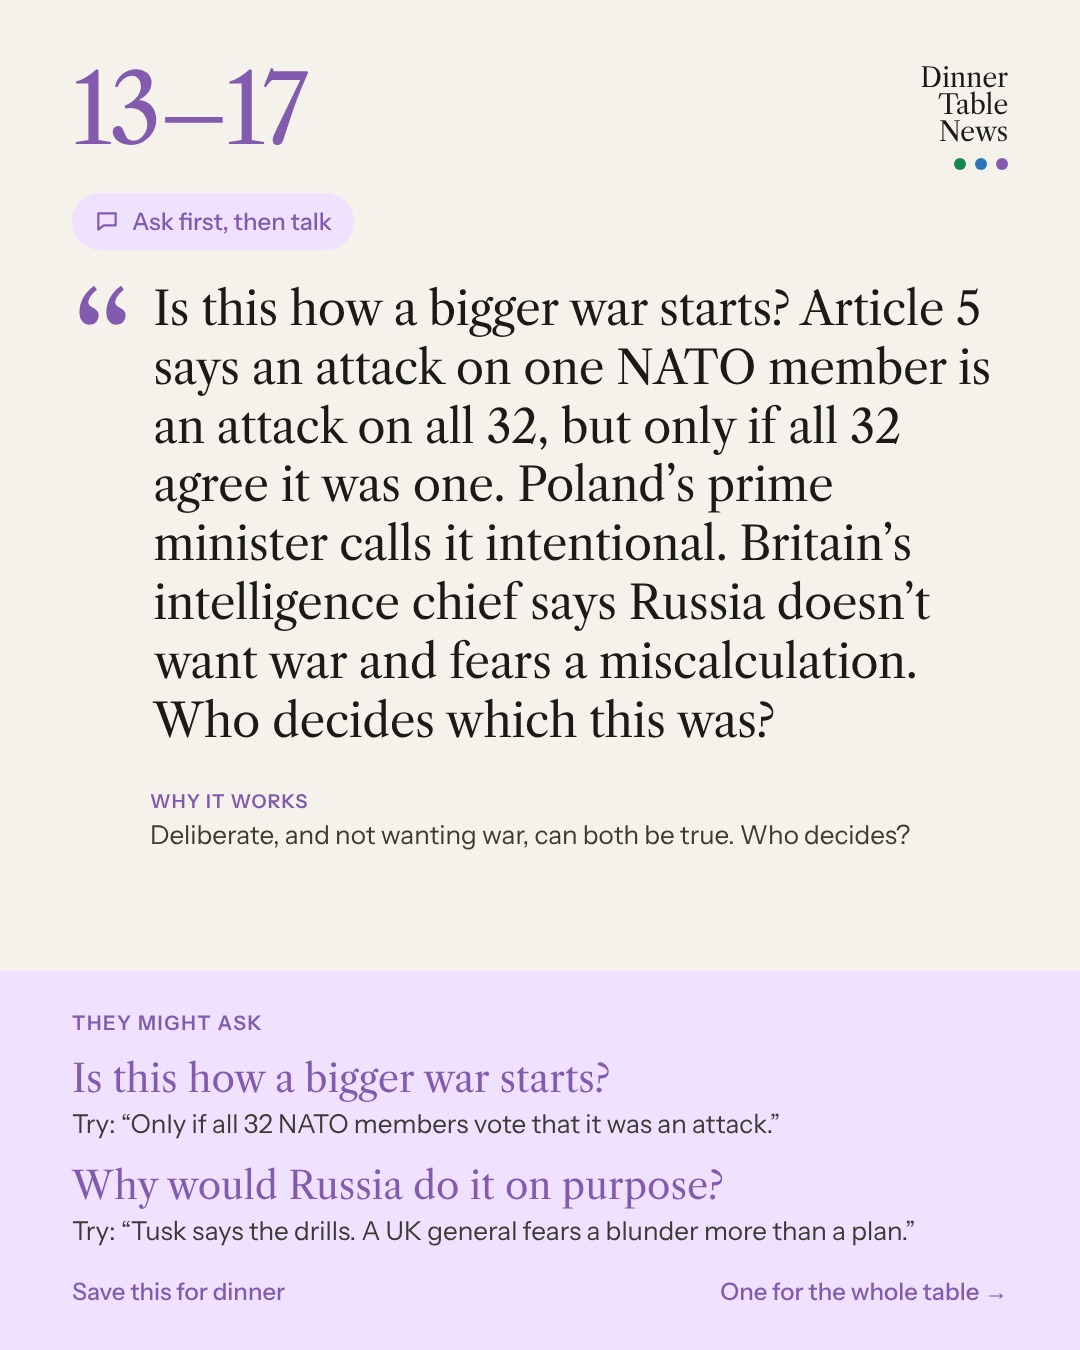 13–17
Dinner
Table
News
Ask first, then talk
“ Is this how a bigger war starts? Article 5
says an attack on one NATO member is
an attack on all 32, but only if all 32
agree it was one. Poland’s prime
minister calls it intentional. Britain’s
intelligence chief says Russia doesn’t
want war and fears a miscalculation.
Who decides which this was?
WHY IT WORKS
Deliberate, and not wanting war, can both be true. Who decides?
THEY MIGHT ASK
Is this how a bigger war starts?
Try: “Only if all 32 NATO members vote that it was an attack.”
Why would Russia do it on purpose?
Try: “Tusk says the drills. A UK general fears a blunder more than a plan.”
Save this for dinner
One for the whole table →